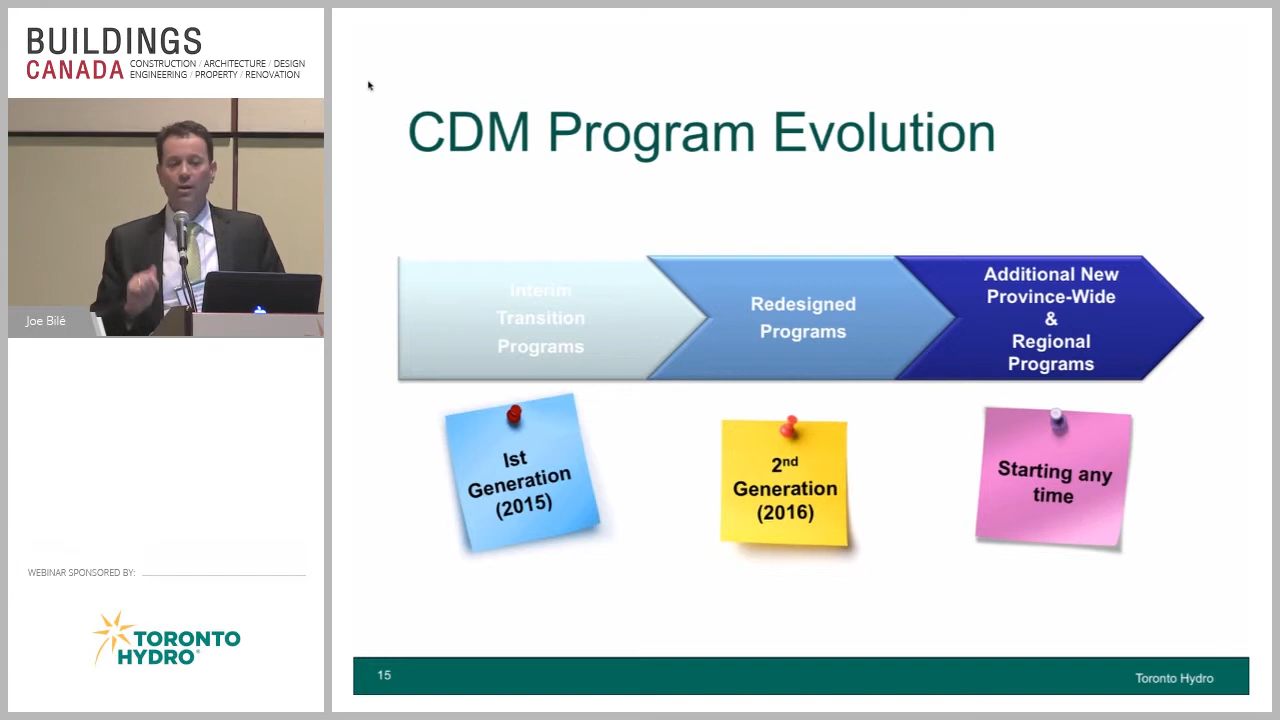 BUILDINGS
CANADA
CONSTRUCTION / ARCHITECTURE / DESIGN
ENGINEERING / PROPERTY / RENOVATION
Joe Bilé
WEBINAR SPONSORED BY:
TORONTO
HYDRO®
CDM Program Evolution
Interim
Transition
Programs
Redesigned
Programs
Additional New
Province-Wide
&
Regional
Programs
Ist
Generation
(2015)
2nd
Generation
(2016)
Starting any
time
15
Toronto Hydro